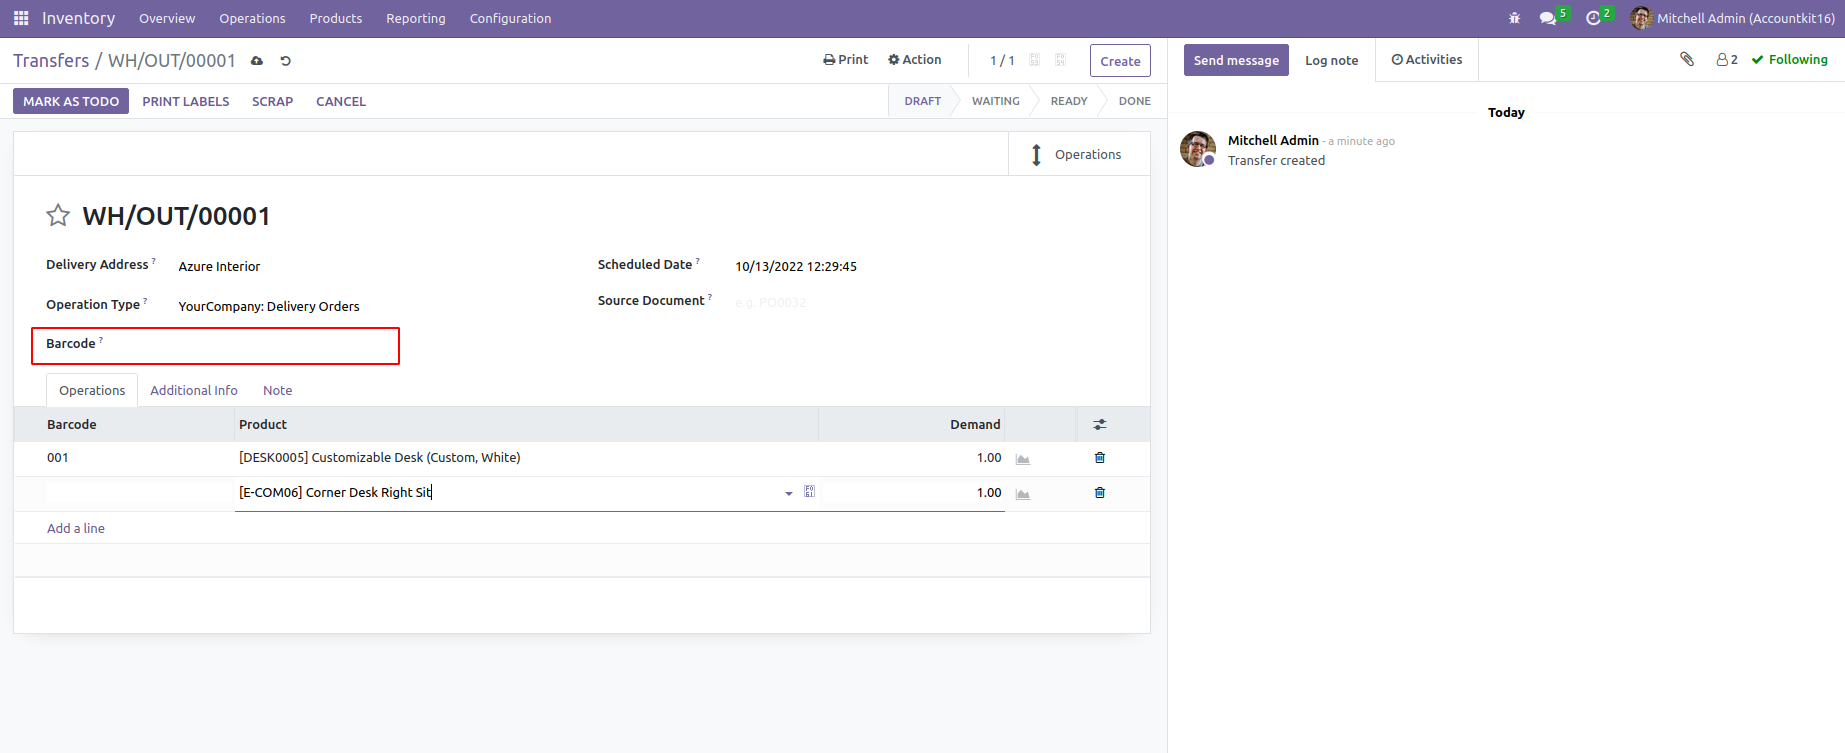 Inventory Overview Operations Products Reporting Configuration 5 2 Mitchell Admin (Accountkit16)
Transfers / WH/OUT/00001 Print Action 1 / 1 Create
Send message Log note Activities 2 Following
MARK AS TODO PRINT LABELS SCRAP CANCEL DRAFT WAITING READY DONE
Today
Mitchell Admin - a minute ago
Transfer created
Operations
WH/OUT/00001
Delivery Address ? Azure Interior Scheduled Date ? 10/13/2022 12:29:45
Operation Type ? YourCompany: Delivery Orders Source Document ? e.g. PO0032
Barcode ?
Operations Additional Info Note
Barcode Product Demand
001 [DESK0005] Customizable Desk (Custom, White) 1.00
[E-COM06] Corner Desk Right Sit 1.00
Add a line